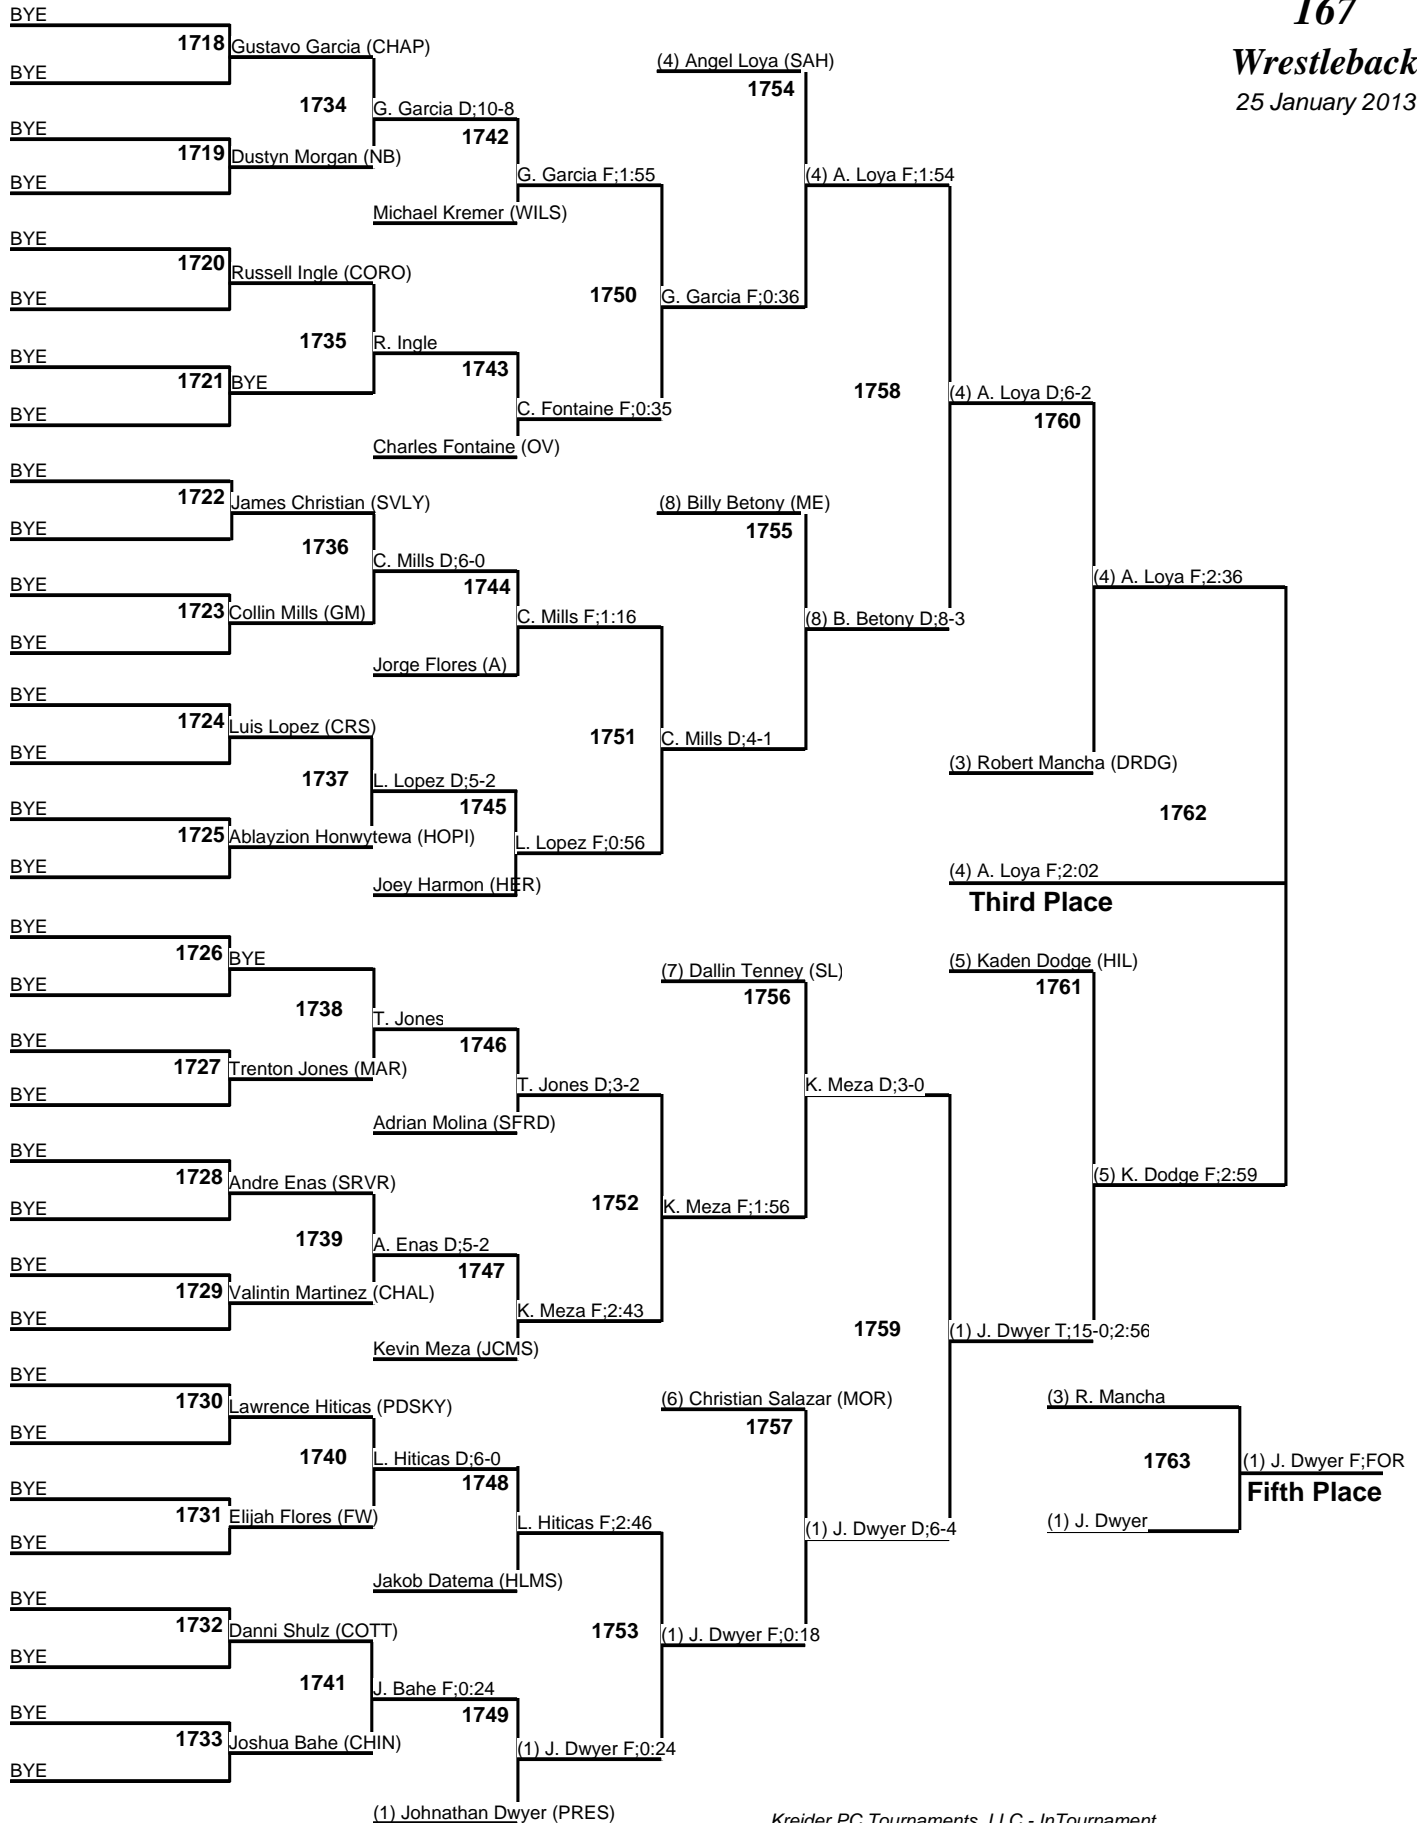 167
Wrestleback
25 January 2013
BYE
1718 Gustavo Garcia (CHAP)
BYE
1734
G. Garcia D;10-8
BYE
1719 Dustyn Morgan (NB)
BYE
1742
G. Garcia F;1:55
Michael Kremer (WILS)
BYE
1720 Russell Ingle (CORO)
BYE
1735
R. Ingle
BYE
1721 BYE
BYE
1743
C. Fontaine F;0:35
Charles Fontaine (OV)
1750
G. Garcia F;0:36
(4) Angel Loya (SAH)
1754
(4) A. Loya F;1:54
BYE
1722 James Christian (SVLY)
BYE
1736
C. Mills D;6-0
BYE
1723 Collin Mills (GM)
BYE
1744
C. Mills F;1:16
Jorge Flores (A)
BYE
1724 Luis Lopez (CRS)
BYE
1737
L. Lopez D;5-2
BYE
1725 Ablayzion Honwytewa (HOPI)
BYE
1745
L. Lopez F;0:56
Joey Harmon (HER)
1751
C. Mills D;4-1
(8) Billy Betony (ME)
1755
(8) B. Betony D;8-3
1758
(4) A. Loya D;6-2
1760
(4) A. Loya F;2:36
(3) Robert Mancha (DRDG)
1762
(4) A. Loya F;2:02
Third Place
BYE
1726 BYE
BYE
1738
T. Jones
BYE
1727 Trenton Jones (MAR)
BYE
1746
T. Jones D;3-2
Adrian Molina (SFRD)
BYE
1728 Andre Enas (SRVR)
BYE
1739
A. Enas D;5-2
BYE
1729 Valintin Martinez (CHAL)
BYE
1747
K. Meza F;2:43
Kevin Meza (JCMS)
1752
K. Meza F;1:56
(7) Dallin Tenney (SL)
1756
K. Meza D;3-0
(5) Kaden Dodge (HIL)
1761
(5) K. Dodge F;2:59
1759
(1) J. Dwyer T;15-0;2:56
BYE
1730 Lawrence Hiticas (PDSKY)
BYE
1740
L. Hiticas D;6-0
BYE
1731 Elijah Flores (FW)
BYE
1748
L. Hiticas F;2:46
Jakob Datema (HLMS)
BYE
1732 Danni Shulz (COTT)
BYE
1741
J. Bahe F;0:24
BYE
1733 Joshua Bahe (CHIN)
BYE
1749
(1) J. Dwyer F;0:24
(1) Johnathan Dwyer (PRES)
1753
(1) J. Dwyer F;0:18
(6) Christian Salazar (MOR)
1757
(1) J. Dwyer D;6-4
(3) R. Mancha
1763
(1) J. Dwyer F;FOR
Fifth Place
(1) J. Dwyer
Kreider PC Tournaments, LLC - InTournament